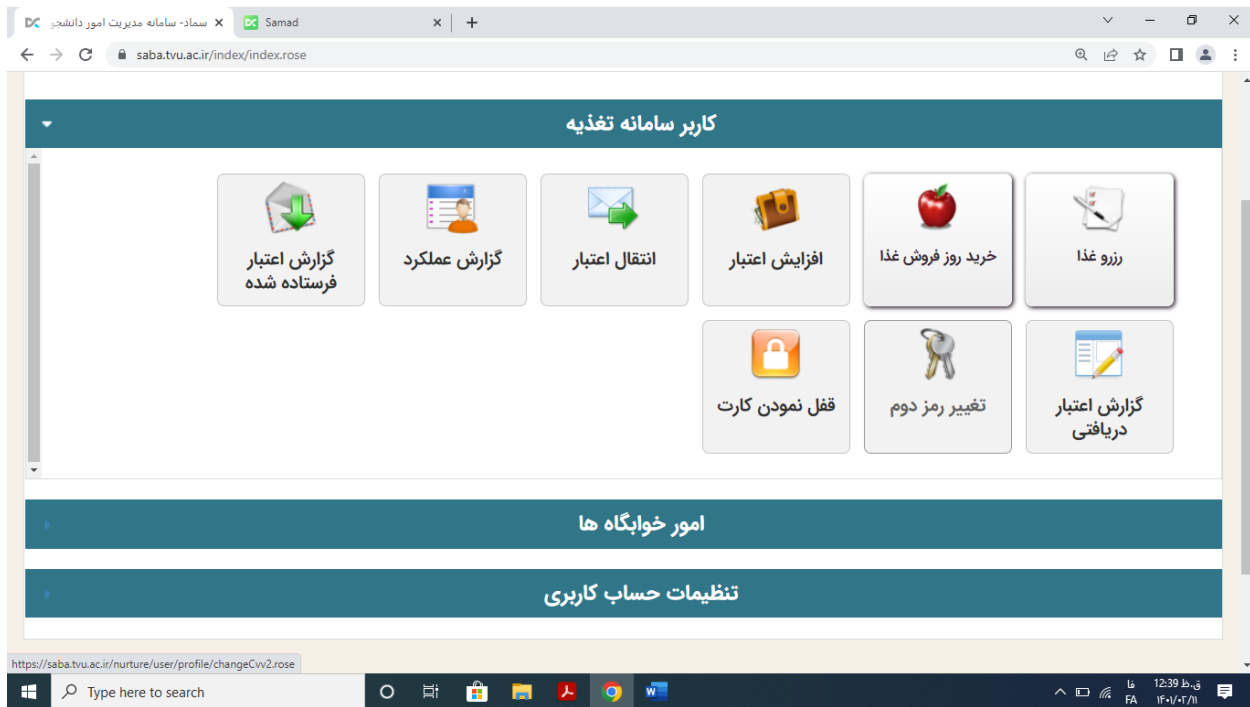 سماد- سامانه مدیریت امور دانشجو
Samad
saba.tvu.ac.ir/index/index.rose
کاربر سامانه تغذیه
رزرو غذا
خرید روز فروش غذا
افزایش اعتبار
انتقال اعتبار
گزارش عملکرد
گزارش اعتبار
فرستاده شده
گزارش اعتبار
دریافتی
تغییر رمز دوم
قفل نمودن کارت
امور خوابگاه ها
تنظیمات حساب کاربری
https://saba.tvu.ac.ir/nurture/user/profile/changeCvv2.rose
Type here to search
فا
FA
12:39 ق.ظ
۱۴۰۱/۰۲/۱۱